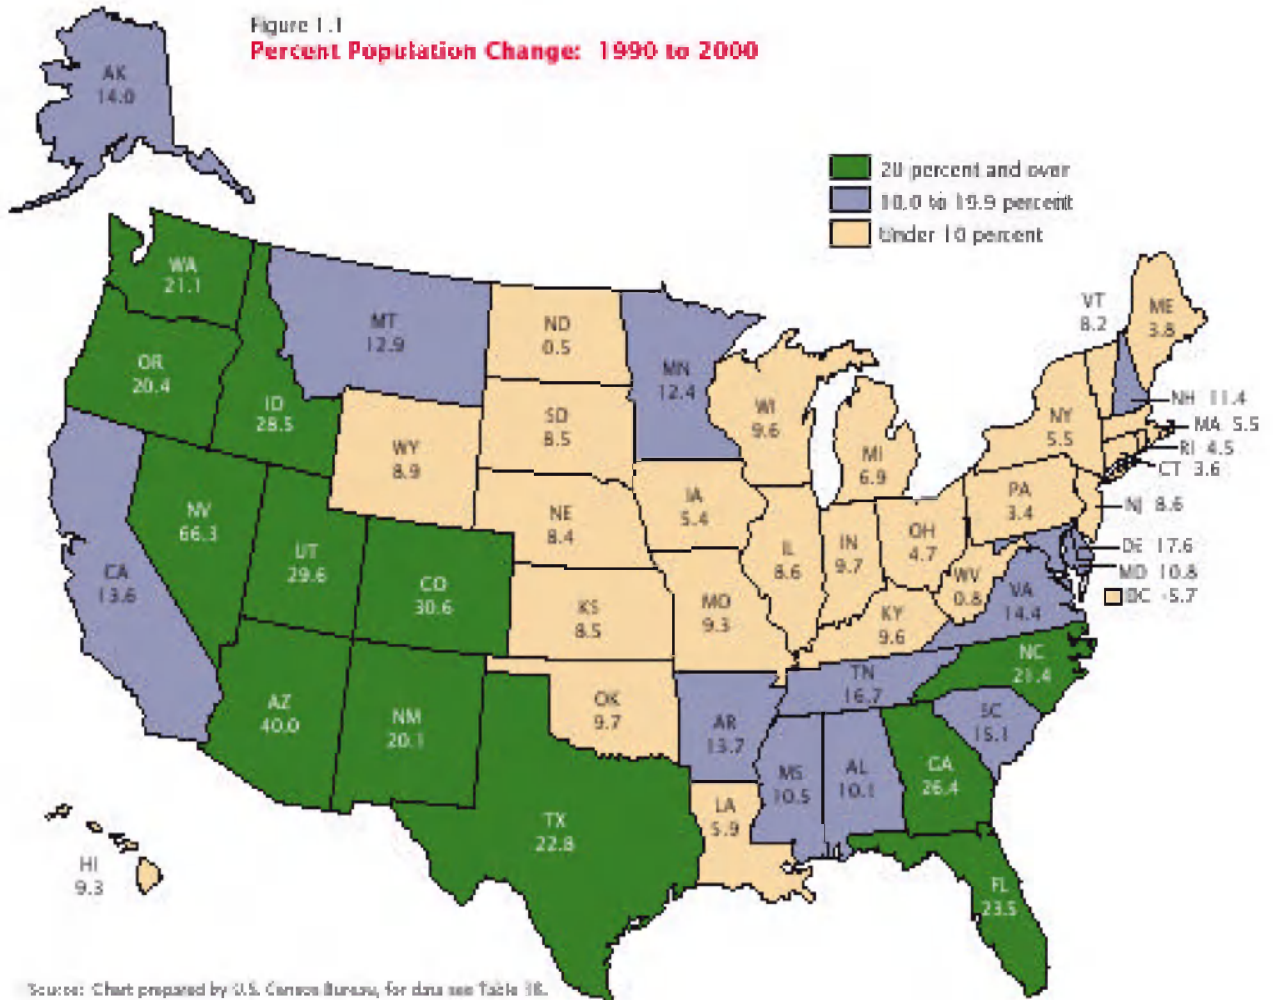 Figure 1.1
Percent Population Change: 1990 to 2000
AK
14.0
20 percent and over
10.0 to 19.9 percent
Under 10 percent
WA
21.1
MT
12.9
ND
0.5
MN
12.4
VT
8.2
ME
3.8
OR
20.4
ID
28.5
WY
8.9
SD
8.5
WI
9.6
MI
6.9
NY
5.5
NH 11.4
MA 5.5
RI 4.5
CT 3.6
NJ 8.6
DE 17.6
MD 10.8
DC -5.7
NV
66.3
UT
29.6
CO
30.6
NE
8.4
IA
5.4
IL
8.6
IN
9.7
OH
4.7
PA
3.4
WV
0.8
VA
14.4
CA
13.6
KS
8.5
MO
9.3
KY
9.6
NC
21.4
TN
16.7
SC
15.1
AZ
40.0
NM
20.1
OK
9.7
AR
13.7
MS
10.5
AL
10.1
GA
26.4
TX
22.8
LA
5.9
FL
23.5
HI
9.3
Source: Chart prepared by U.S. Census Bureau, for data see Table 18.